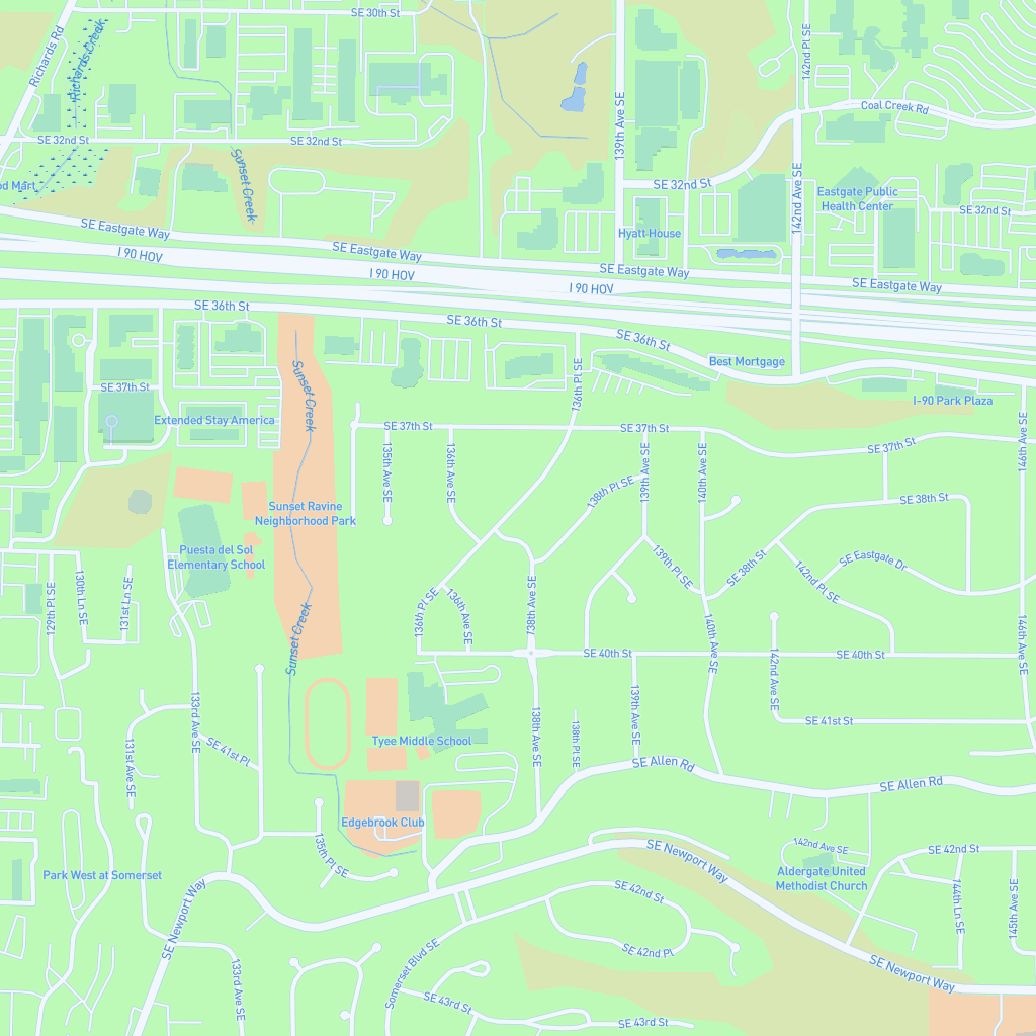 SE 30th St
Richards Rd
Richards Creek
142nd Pl SE
139th Ave SE
Coal Creek Rd
SE 32nd St
SE 32nd St
Sunset Creek
SE 32nd St
142nd Ave SE
Eastgate Public
Health Center
od Mart
SE 32nd St
SE Eastgate Way
Hyatt House
SE Eastgate Way
I 90 HOV
I 90 HOV
SE Eastgate Way
I 90 HOV
SE Eastgate Way
SE 36th St
SE 36th St
SE 36th St
Best Mortgage
Sunset Creek
136th Pl SE
SE 37th St
I-90 Park Plaza
Extended Stay America
SE 37th St
SE 37th St
SE 37th St
146th Ave SE
135th Ave SE
136th Ave SE
139th Ave SE
140th Ave SE
138th Pl SE
SE 38th St
Sunset Ravine
Neighborhood Park
Puesta del Sol
Elementary School
SE 38th St
139th Pl SE
SE Eastgate Dr
142nd Pl SE
129th Pl SE
130th Ln SE
131st Ln SE
Sunset Creek
136th Pl SE
136th Ave SE
138th Ave SE
140th Ave SE
146th Ave SE
SE 40th St
SE 40th St
142nd Ave SE
139th Ave SE
133rd Ave SE
138th Ave SE
138th Pl SE
SE 41st St
131st Ave SE
SE 41st Pl
Tyee Middle School
SE Allen Rd
SE Allen Rd
Edgebrook Club
135th Pl SE
142nd Ave SE
SE 42nd St
SE Newport Way
Park West at Somerset
Aldergate United
Methodist Church
SE 42nd St
144th Ln SE
145th Ave SE
SE Newport Way
SE 42nd Pl
Somerset Blvd SE
133rd Ave SE
SE Newport Way
SE 43rd St
SE 43rd St